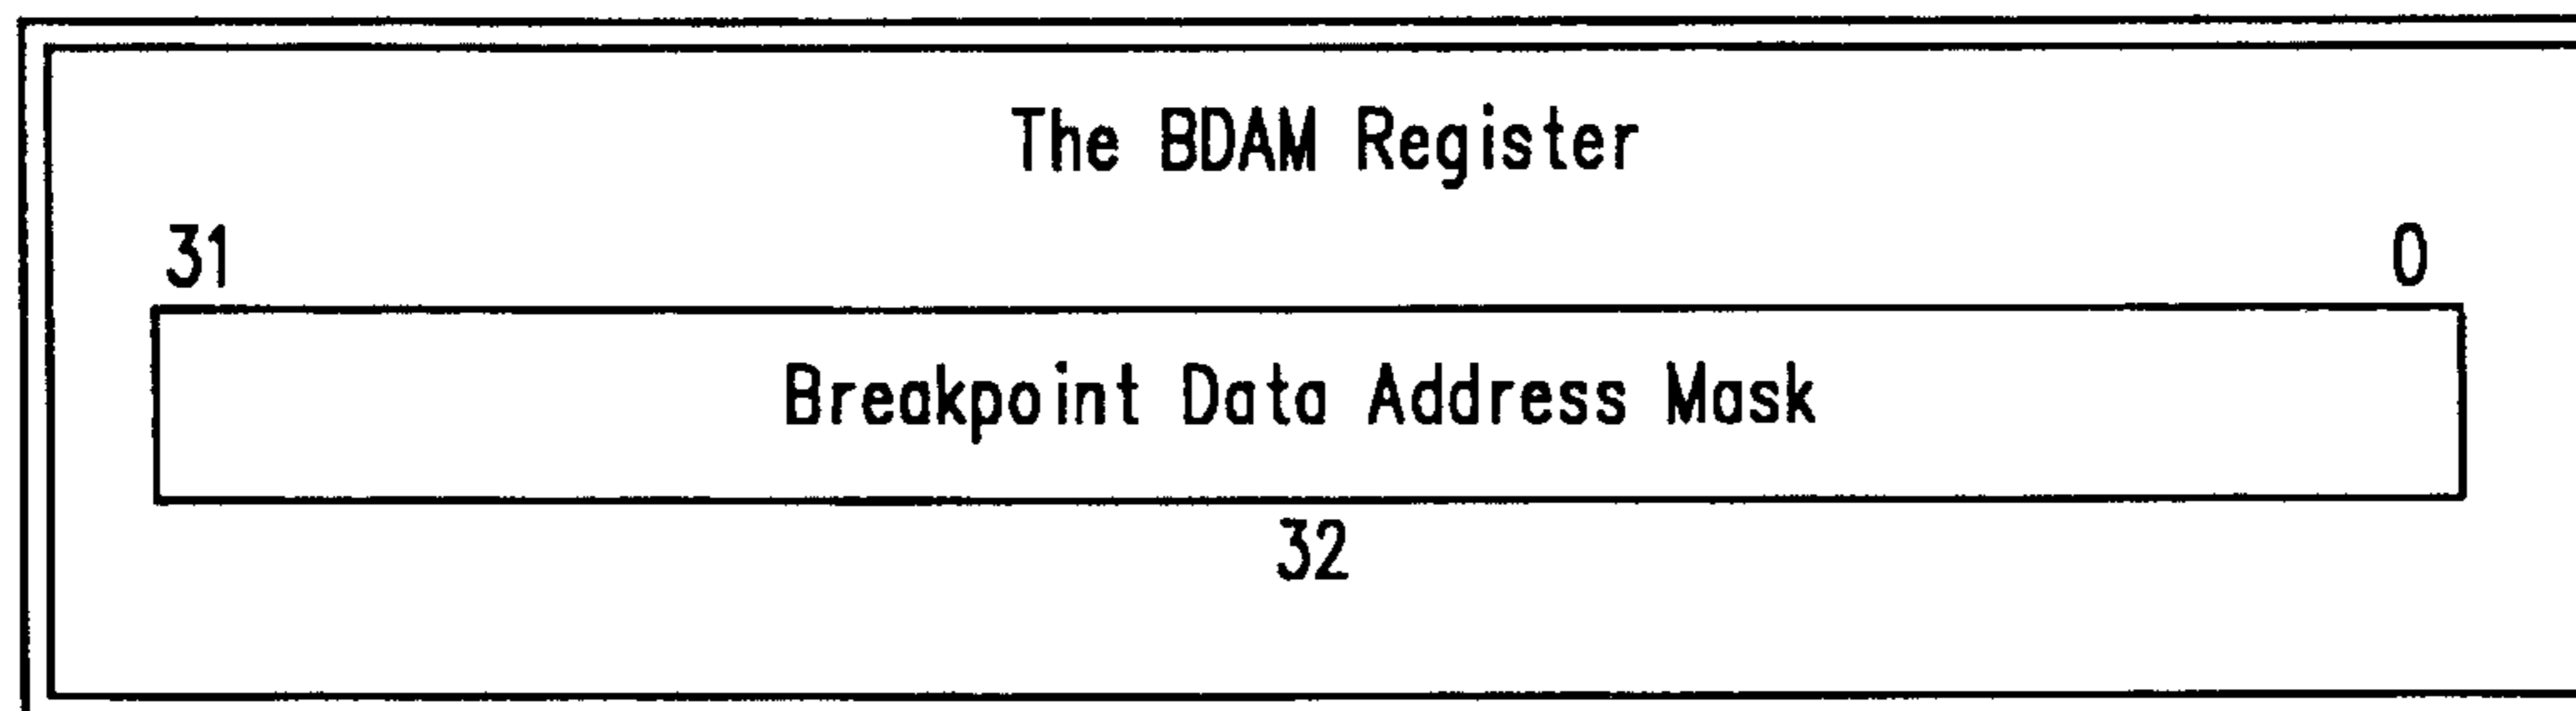 The BDAM Register
31 0
Breakpoint Data Address Mask
32